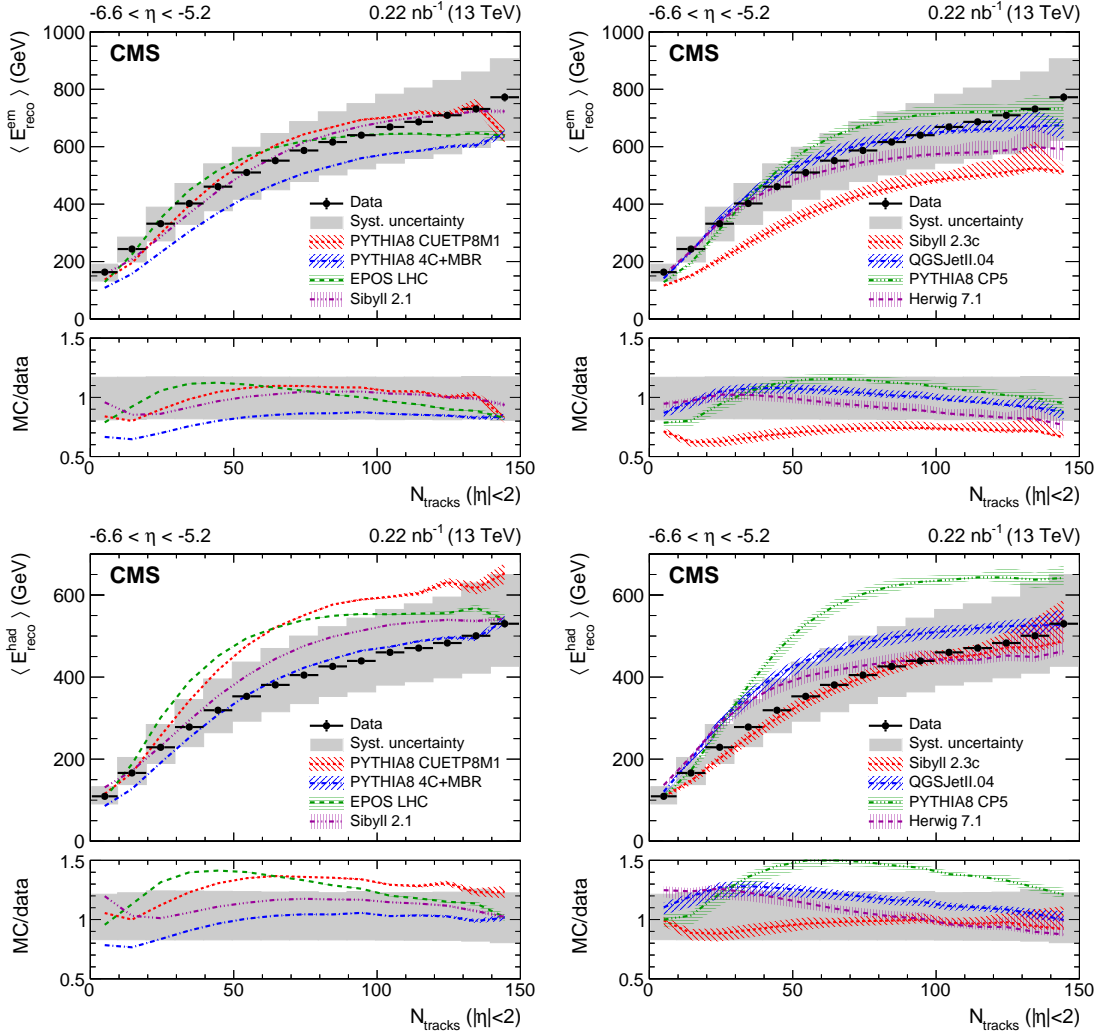 -6.6 < η < -5.2 0.22 nb⁻¹ (13 TeV)
CMS
⟨ E^em_reco ⟩ (GeV)
1000
800
600
400
200
0
Data
Syst. uncertainty
PYTHIA8 CUETP8M1
PYTHIA8 4C+MBR
EPOS LHC
Sibyll 2.1
MC/data
1.5
1
0.5
0 50 100 150
N_tracks (|η|<2)
-6.6 < η < -5.2 0.22 nb⁻¹ (13 TeV)
CMS
⟨ E^em_reco ⟩ (GeV)
1000
800
600
400
200
0
Data
Syst. uncertainty
Sibyll 2.3c
QGSJetII.04
PYTHIA8 CP5
Herwig 7.1
MC/data
1.5
1
0.5
0 50 100 150
N_tracks (|η|<2)
-6.6 < η < -5.2 0.22 nb⁻¹ (13 TeV)
CMS
⟨ E^had_reco ⟩ (GeV)
600
400
200
0
Data
Syst. uncertainty
PYTHIA8 CUETP8M1
PYTHIA8 4C+MBR
EPOS LHC
Sibyll 2.1
MC/data
1.5
1
0.5
0 50 100 150
N_tracks (|η|<2)
-6.6 < η < -5.2 0.22 nb⁻¹ (13 TeV)
CMS
⟨ E^had_reco ⟩ (GeV)
600
400
200
0
Data
Syst. uncertainty
Sibyll 2.3c
QGSJetII.04
PYTHIA8 CP5
Herwig 7.1
MC/data
1.5
1
0.5
0 50 100 150
N_tracks (|η|<2)